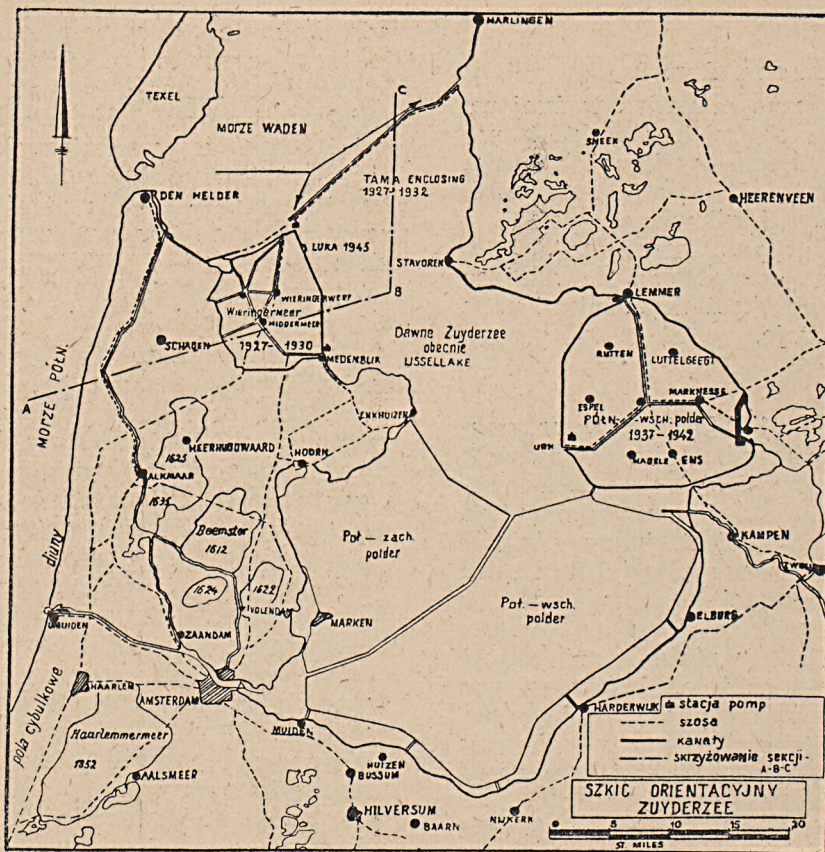 HARLINGEN
TEXEL
C
MORZE WADEN
SNEEK
TAMA ENCLOSING
1927-1932
DEN HELDER
HEERENVEEN
LUKA 1945
STAVOREN
B
LEMMER
WIERINGERWERF
Wieringermeer
MIDDERMEER
SCHAGEN
1927-1930
MEDENBLIK
Dawne Zuyderzee
obecnie
IJSSELLAKE
RUTTEN
LUTTELGEEST
A
MORZE PÓŁN.
ENKHUIZEN
ESPEL
MARKNESSE
PÓŁN.-WSCH. polder
1937-1942
URK
NAGELE
ENS
HEERHUGOWAARD
1625
HOORN
ALKMAAR
1635
Beemster
1612
Poł-zach.
polder
KAMPEN
ZWOLLE
diuny
1624
1622
VOLENDAM
Poł.-wsch.
polder
MARKEN
ELBURG
IJMUIDEN
ZAANDAM
HAARLEM
AMSTERDAM
pola cybulkowe
MUIDEN
HARDERWIJK
Haarlemmermeer
1852
AALSMEER
HUIZEN
BUSSUM
HILVERSUM
BAARN
NIJKERK
stacja pomp
szosa
kanały
skrzyżowanie sekcji-
A-B-C
SZKIC ORIENTACYJNY
ZUYDERZEE
0 5 10 15 20
ST. MILES